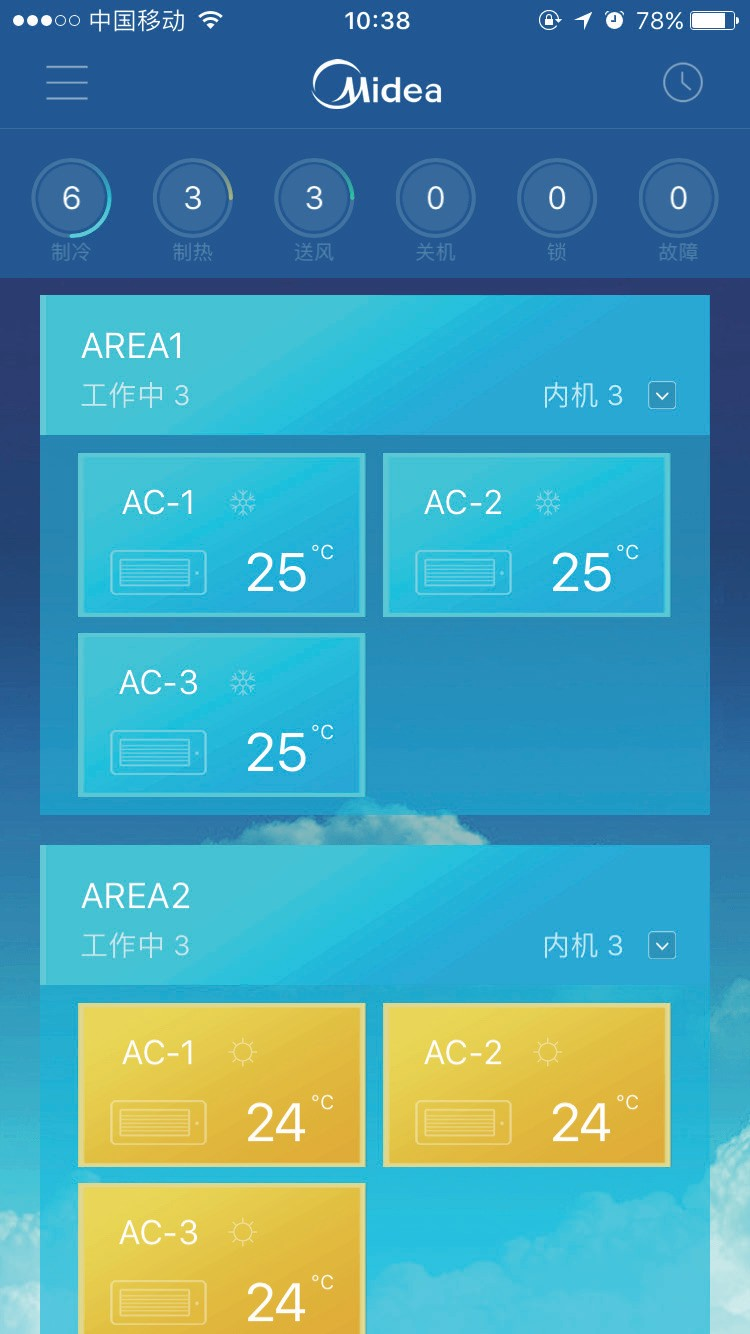 中国移动 10:38 78%
Midea
6 3 3 0 0 0
制冷 制热 送风 关机 锁 故障
AREA1
工作中 3 内机 3
AC-1 AC-2
25 °C 25 °C
AC-3
25 °C
AREA2
工作中 3 内机 3
AC-1 AC-2
24 °C 24 °C
AC-3
24 °C